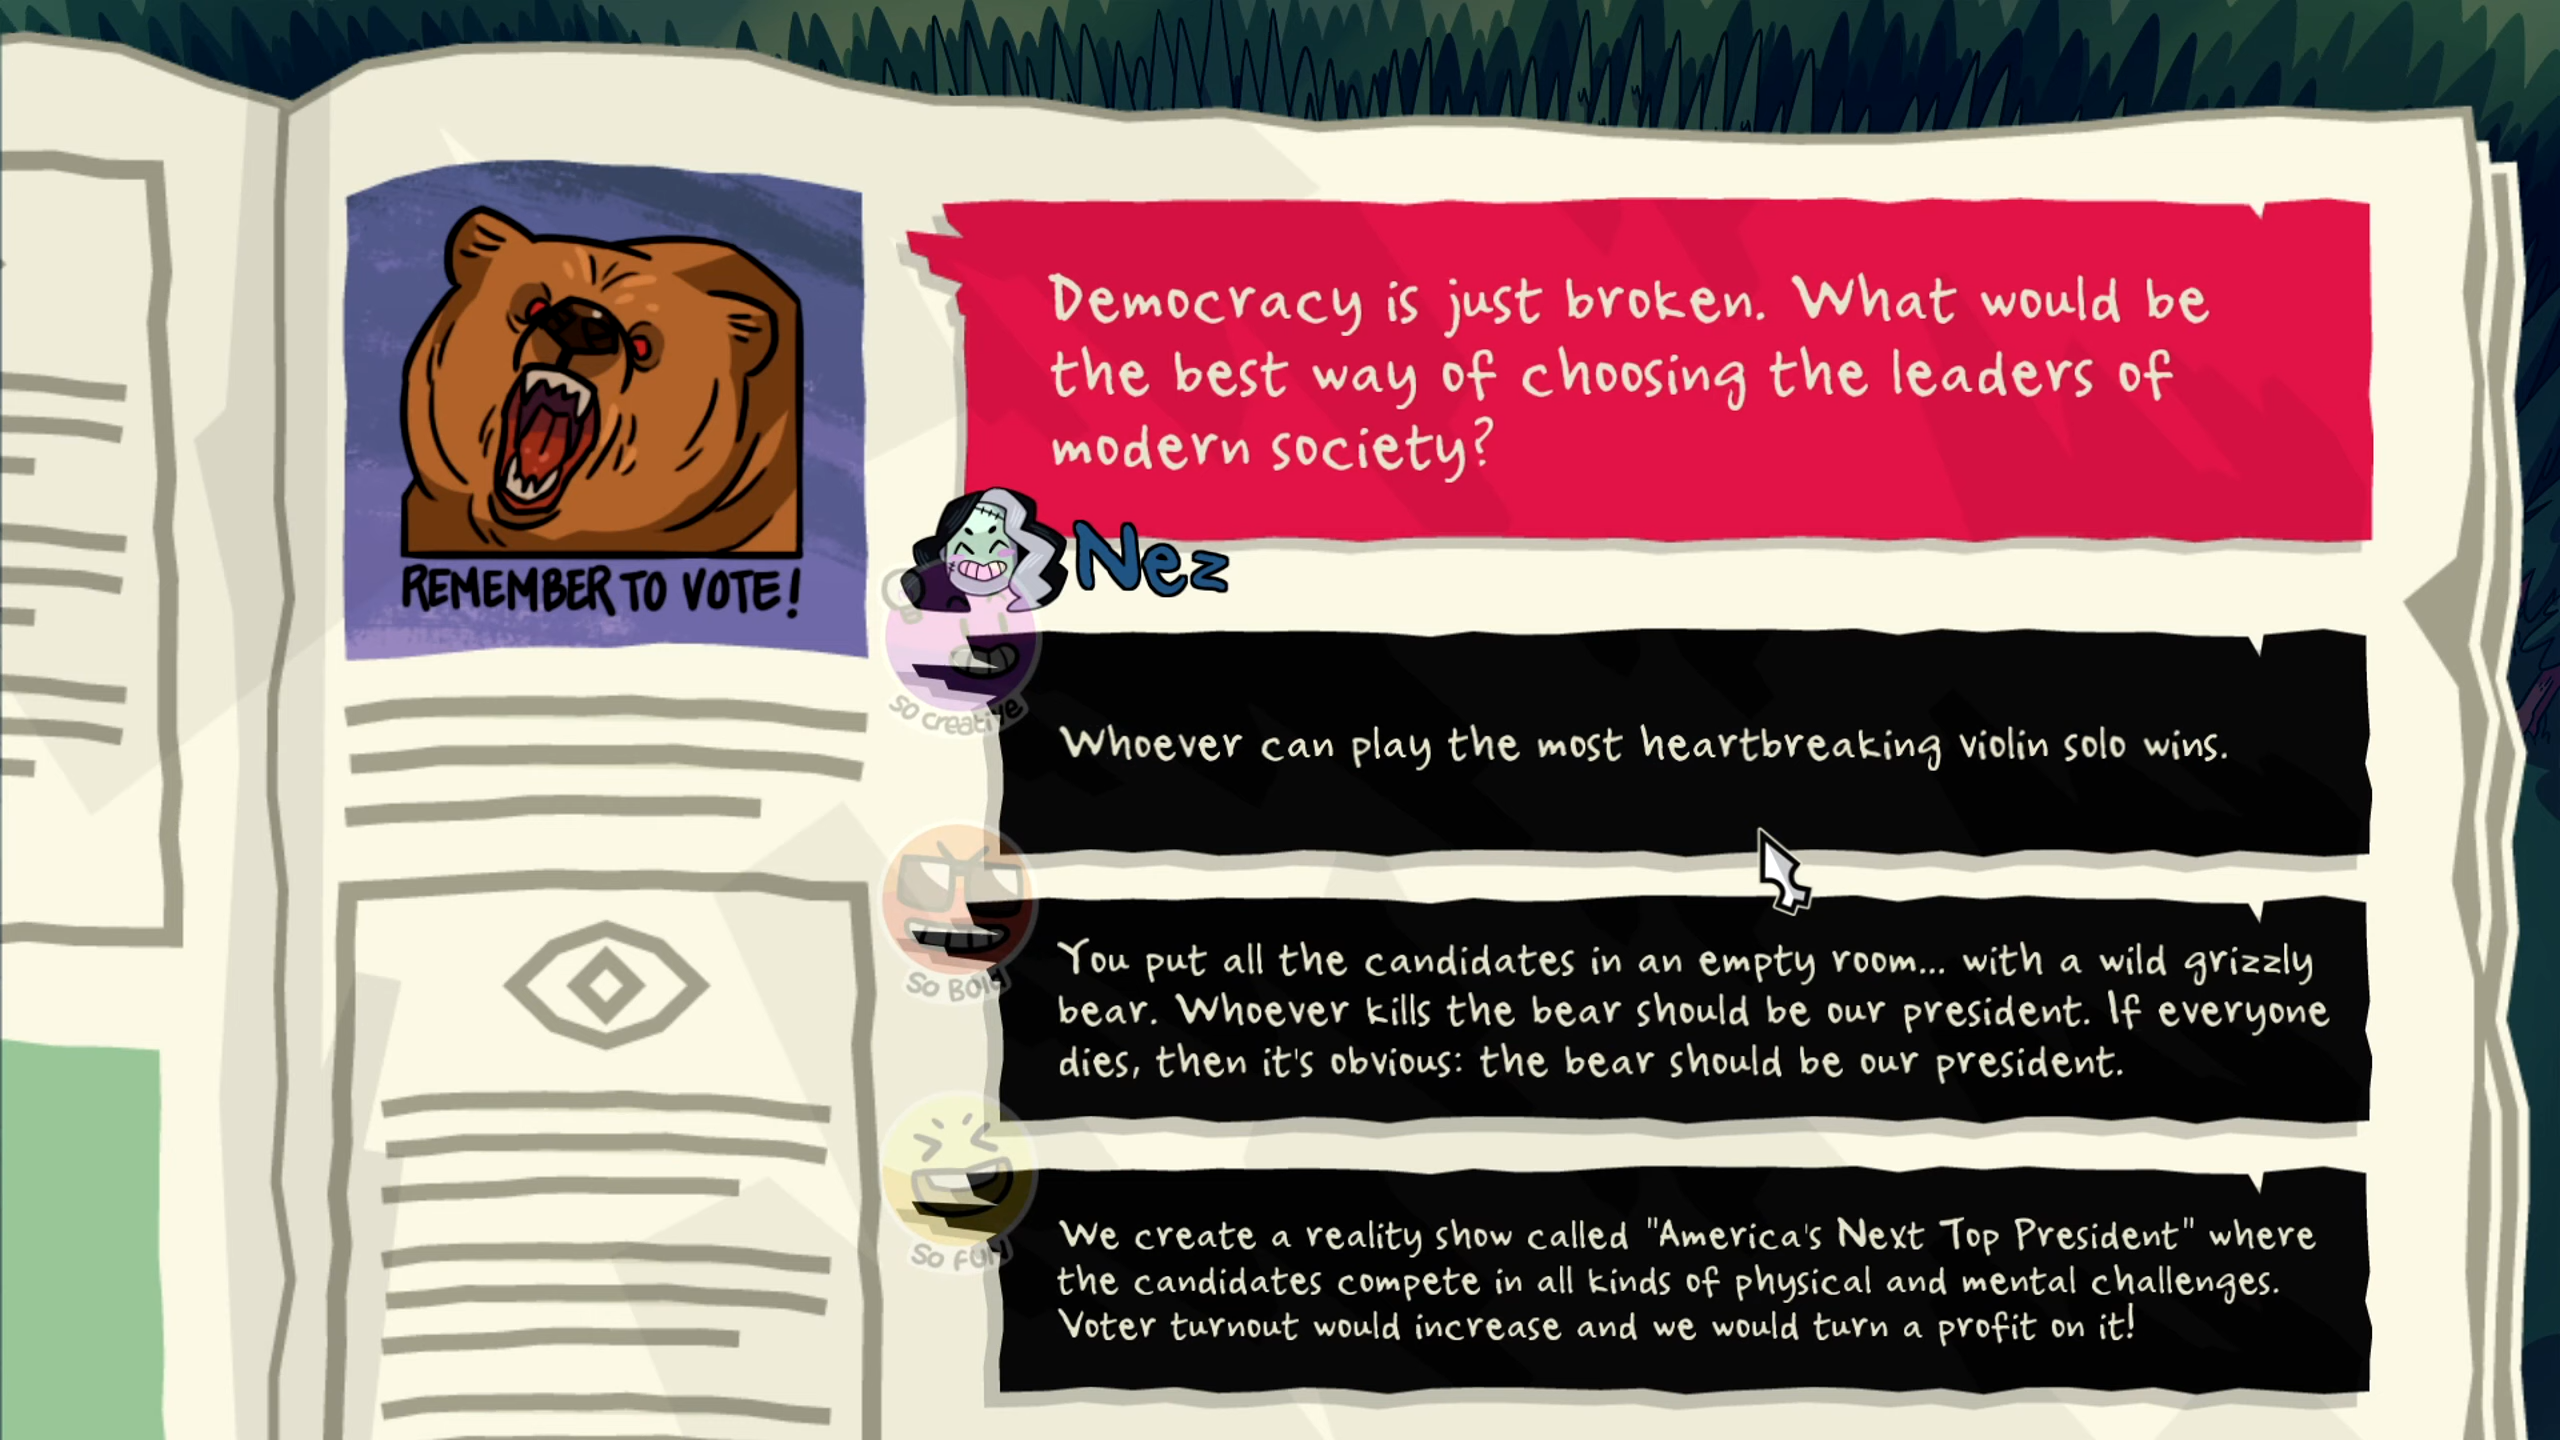 REMEMBER TO VOTE!
Democracy is just broken. What would be
the best way of choosing the leaders of
modern society?
Nez
So Creative
Whoever can play the most heartbreaking violin solo wins.
So Bold
You put all the candidates in an empty room... with a wild grizzly
bear. Whoever kills the bear should be our president. If everyone
dies, then it's obvious: the bear should be our president.
So Fun
We create a reality show called "America's Next Top President" where
the candidates compete in all kinds of physical and mental challenges.
Voter turnout would increase and we would turn a profit on it!